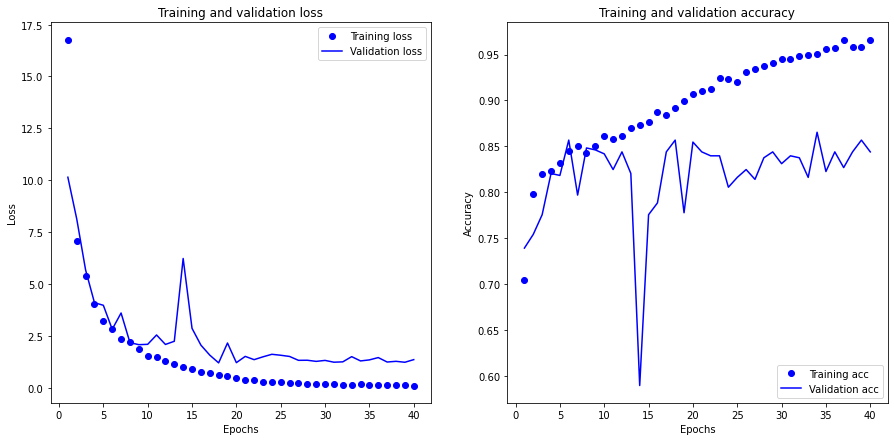 Training and validation loss
17.5
15.0
12.5
10.0
7.5
5.0
2.5
0.0
Loss
Training loss
Validation loss
0 5 10 15 20 25 30 35 40
Epochs
Training and validation accuracy
0.95
0.90
0.85
0.80
0.75
0.70
0.65
0.60
Accuracy
Training acc
Validation acc
0 5 10 15 20 25 30 35 40
Epochs